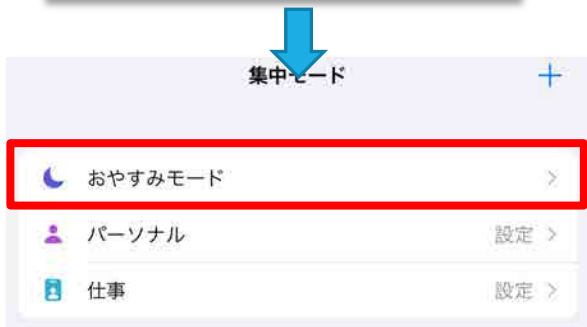 集中モード
おやすみモード
パーソナル 設定
仕事 設定